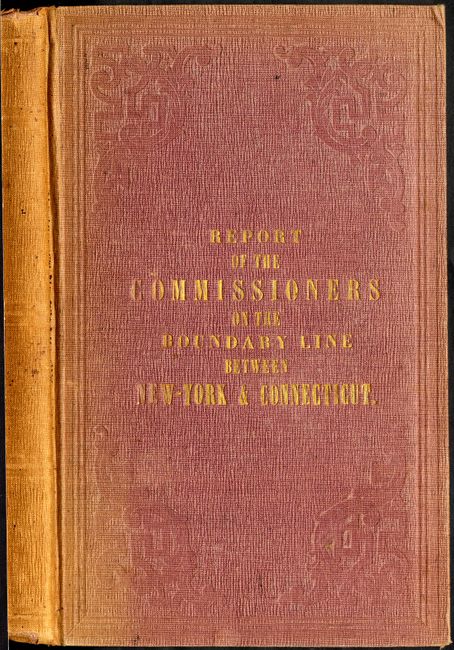 REPORT
OF THE
COMMISSIONERS
ON THE
BOUNDARY LINE
BETWEEN
NEW-YORK & CONNECTICUT.